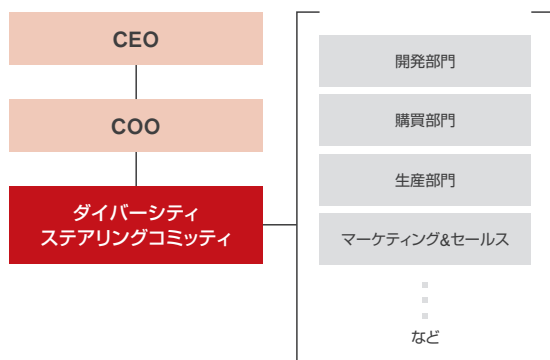 CEO
COO
ダイバーシティ
ステアリングコミッティ
開発部門
購買部門
生産部門
マーケティング&セールス
など